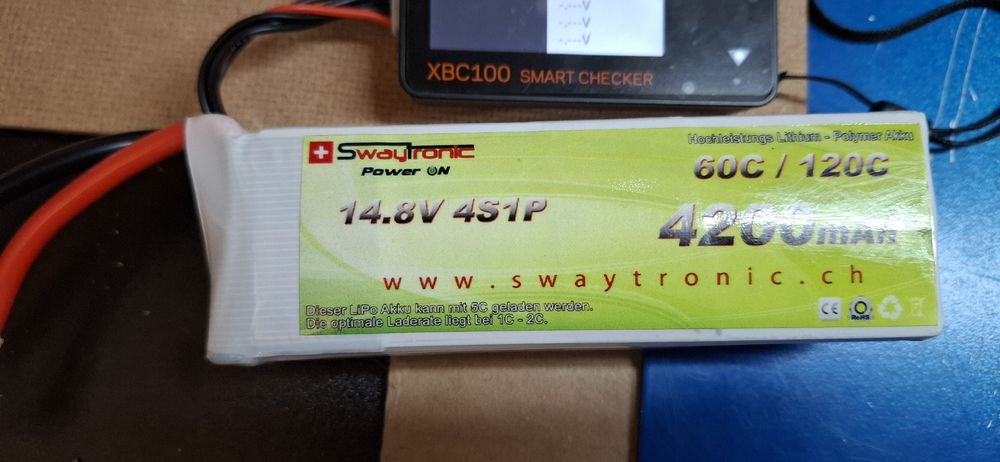 -,---V
-,---V
-,---V
XBC100 SMART CHECKER
SwayTronic
Power ON
Hochleistungs Lithium - Polymer Akku
60C / 120C
14.8V 4S1P
4200mAh
www.swaytronic.ch
Dieser LiPo Akku kann mit 5C geladen werden.
Die optimale Laderate liegt bei 1C - 2C.
CE
RoHS